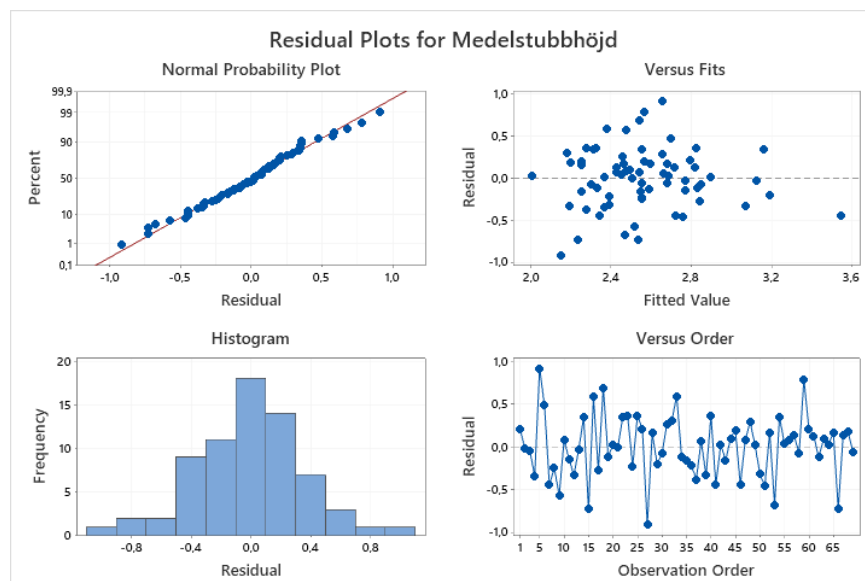 Residual Plots for Medelstubbhöjd
Normal Probability Plot
99,9
99
90
50
10
1
0,1
Percent
-1,0 -0,5 0,0 0,5 1,0
Residual
Versus Fits
1,0
0,5
0,0
-0,5
-1,0
Residual
2,0 2,4 2,8 3,2 3,6
Fitted Value
Histogram
20
15
10
5
0
Frequency
-0,8 -0,4 0,0 0,4 0,8
Residual
Versus Order
1,0
0,5
0,0
-0,5
-1,0
Residual
1 5 10 15 20 25 30 35 40 45 50 55 60 65
Observation Order